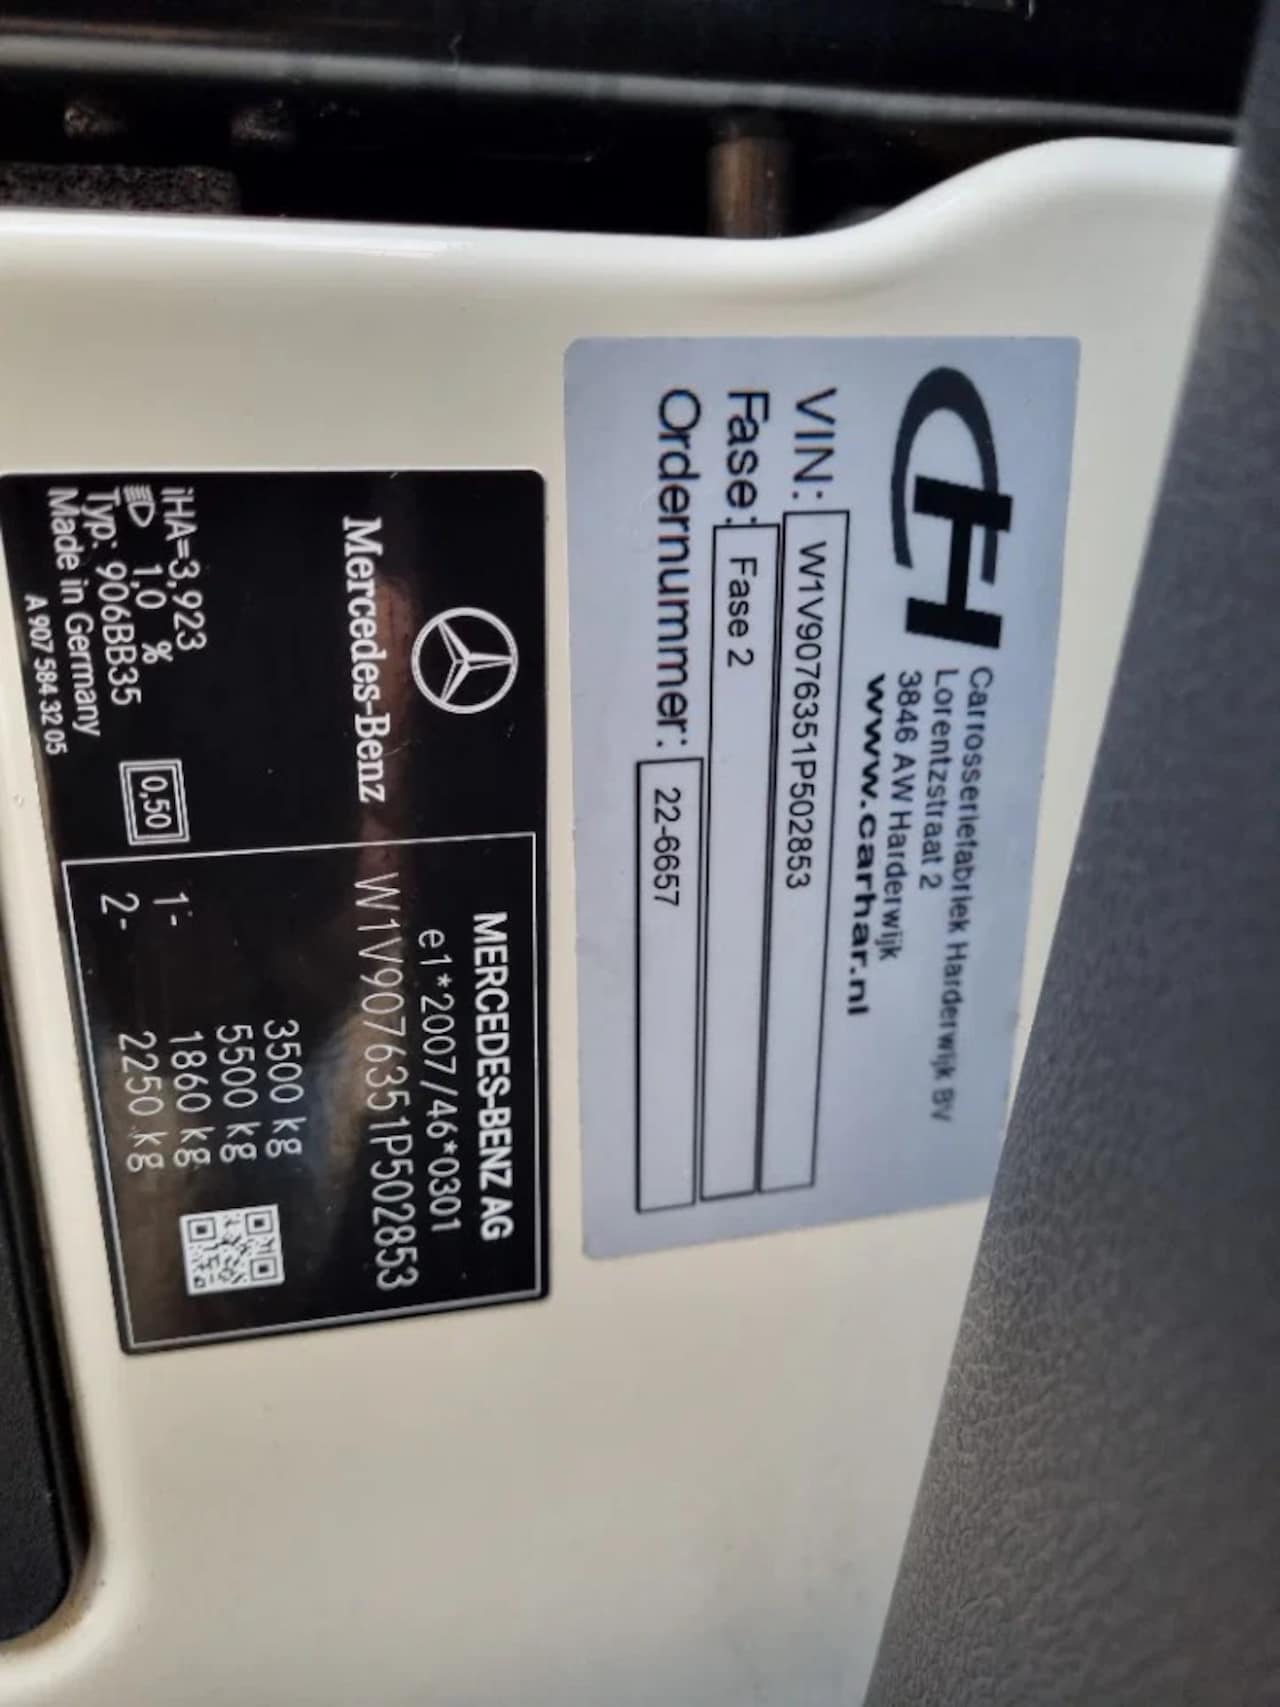 CH
Carrosseriefabriek Harderwijk BV
Lorentzstraat 2
3846 AW Harderwijk
www.carhar.nl
VIN: W1V9076351P502853
Fase: Fase 2
Ordernummer: 22-6657
Mercedes-Benz
iHA=3,923
1,0 %
Typ: 906BB35
Made in Germany
A 907 584 32 05
0,50
MERCEDES-BENZ AG
e1*2007/46*0301
W1V9076351P502853
3500 kg
5500 kg
1- 1860 kg
2- 2250 kg